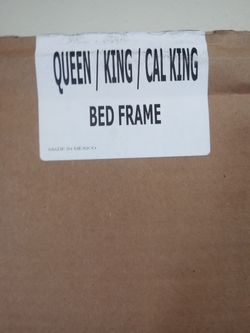 QUEEN / KING / CAL KING
BED FRAME
MADE IN MEXICO